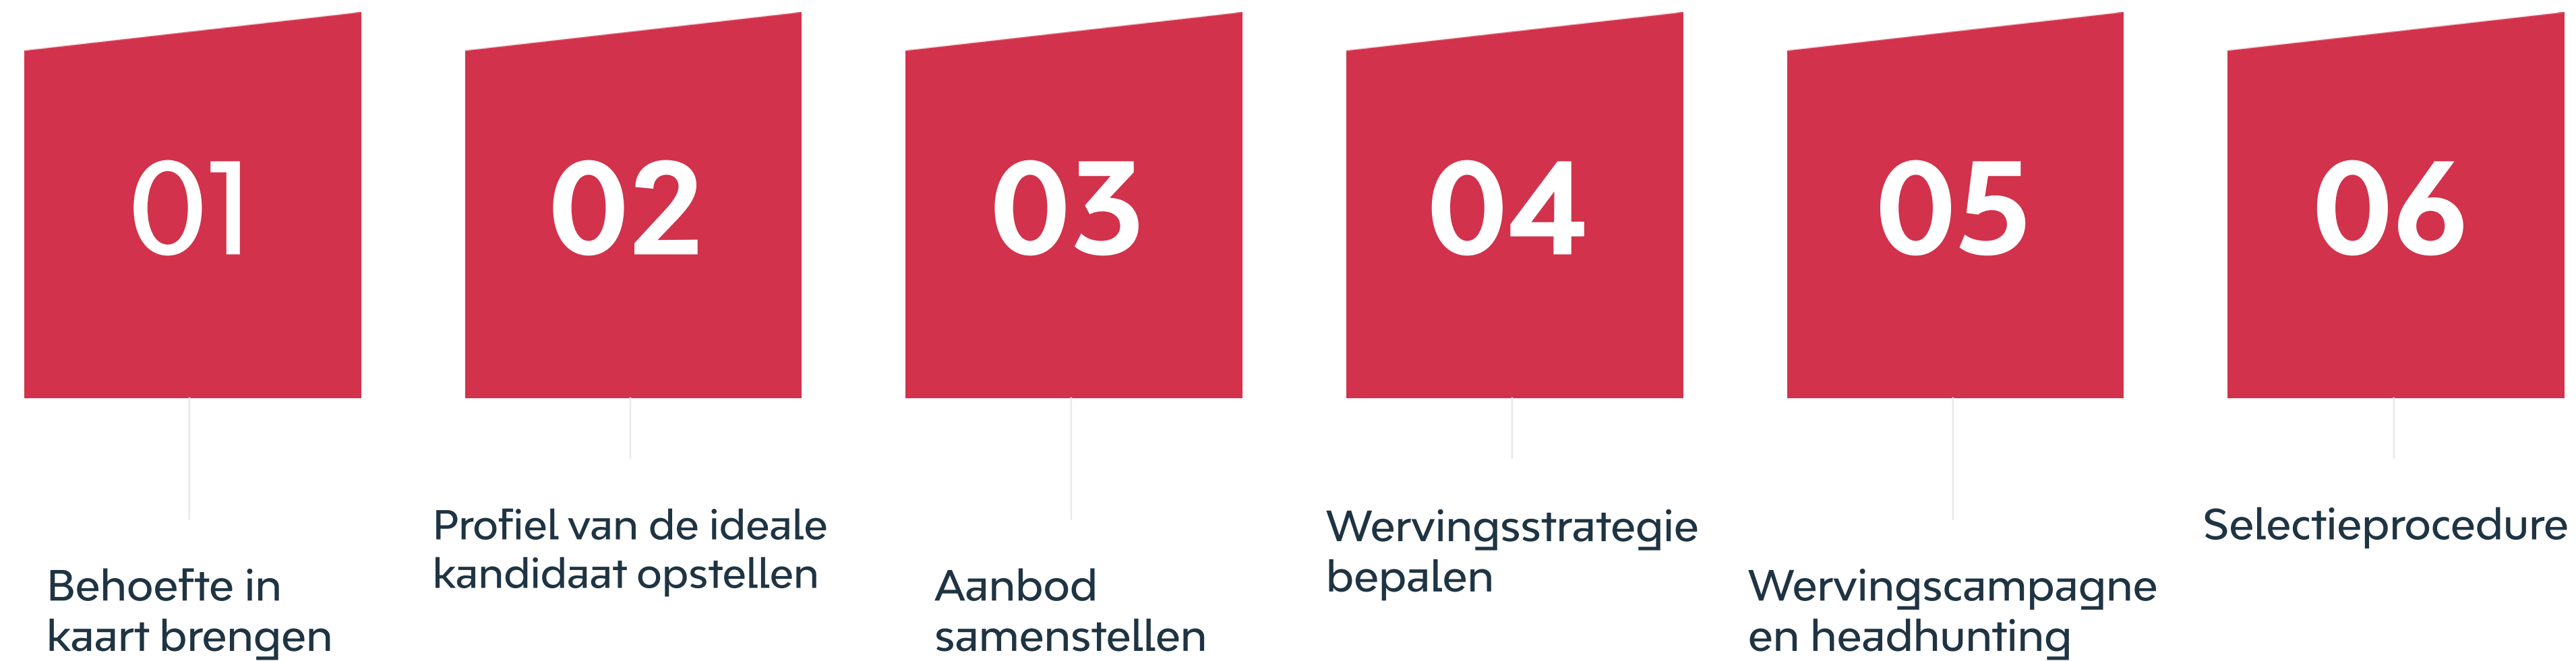 01
Behoefte in
kaart brengen
02
Profiel van de ideale
kandidaat opstellen
03
Aanbod
samenstellen
04
Wervingsstrategie
bepalen
05
Wervingscampagne
en headhunting
06
Selectieprocedure